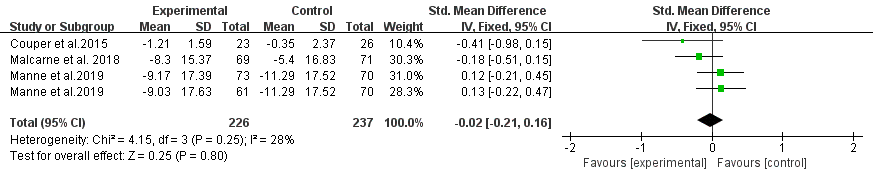 Experimental Control Std. Mean Difference Std. Mean Difference
Study or Subgroup Mean SD Total Mean SD Total Weight IV, Fixed, 95% CI IV, Fixed, 95% CI
Couper et al.2015 -1.21 1.59 23 -0.35 2.37 26 10.4% -0.41 [-0.98, 0.15]
Malcarne et al. 2018 -8.3 15.37 69 -5.4 16.83 71 30.3% -0.18 [-0.51, 0.15]
Manne et al.2019 -9.17 17.39 73 -11.29 17.52 70 30.9% 0.12 [-0.21, 0.45]
Manne et al.2019 -9.03 17.63 61 -11.29 17.52 70 28.3% 0.13 [-0.22, 0.47]
Total (95% CI) 226 237 100.0% -0.02 [-0.21, 0.16]
Heterogeneity: Chi² = 4.15, df = 3 (P = 0.25); I² = 28%
Test for overall effect: Z = 0.25 (P = 0.80)
-2 -1 0 1 2
Favours [experimental] Favours [control]